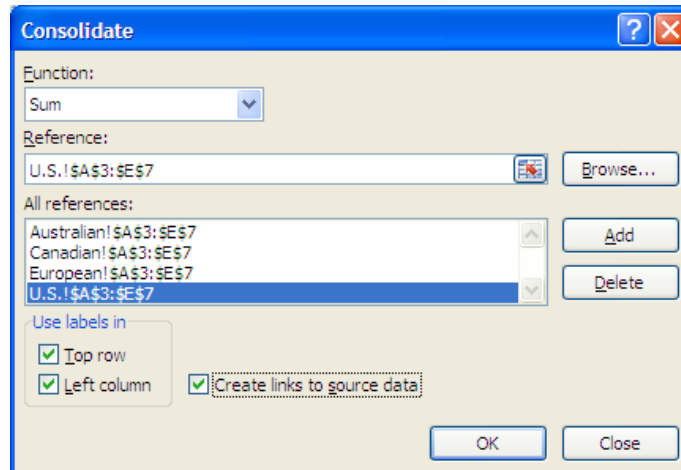 Consolidate
Function:
Sum
Reference:
U.S.!$A$3:$E$7
Browse...
All references:
Australian!$A$3:$E$7
Canadian!$A$3:$E$7
European!$A$3:$E$7
U.S.!$A$3:$E$7
Add
Delete
Use labels in
Top row
Left column
Create links to source data
OK
Close